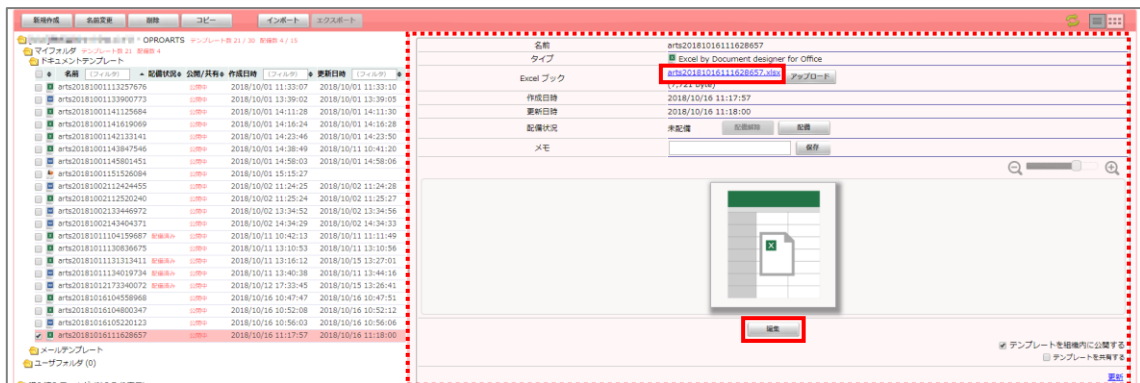 新規作成 名前変更 削除 コピー インポート エクスポート
OPROARTS テンプレート数 21 / 30 配備数 4 / 15
マイフォルダ テンプレート数 21 配備数 4
ドキュメントテンプレート
名前 (フィルタ) 配備状況 公開/共有 作成日時 (フィルタ) 更新日時 (フィルタ)
arts20181001113257676 公開中 2018/10/01 11:33:07 2018/10/01 11:33:10
arts20181001133900773 公開中 2018/10/01 13:39:02 2018/10/01 13:39:05
arts20181001141125684 公開中 2018/10/01 14:11:28 2018/10/01 14:11:30
arts20181001141619069 公開中 2018/10/01 14:16:24 2018/10/01 14:16:28
arts20181001142133141 公開中 2018/10/01 14:23:46 2018/10/01 14:23:50
arts20181001143847546 公開中 2018/10/01 14:38:49 2018/10/11 10:41:20
arts20181001145801451 公開中 2018/10/01 14:58:03 2018/10/01 14:58:06
arts20181001151526084 公開中 2018/10/01 15:15:27
arts20181002112424455 公開中 2018/10/02 11:24:25 2018/10/02 11:24:28
arts20181002112520240 公開中 2018/10/02 11:25:24 2018/10/02 11:25:27
arts20181002133446972 公開中 2018/10/02 13:34:52 2018/10/02 13:34:56
arts20181002143404371 公開中 2018/10/02 14:34:29 2018/10/02 14:34:33
arts20181011104159687 配備済み 公開中 2018/10/11 10:42:13 2018/10/11 11:11:49
arts20181011130836675 公開中 2018/10/11 13:10:53 2018/10/11 13:10:56
arts20181011131313411 配備済み 公開中 2018/10/11 13:16:12 2018/10/15 13:27:01
arts20181011134019734 配備済み 公開中 2018/10/11 13:40:38 2018/10/11 13:44:16
arts20181012173340072 配備済み 公開中 2018/10/12 17:33:45 2018/10/15 13:26:41
arts20181016104558968 公開中 2018/10/16 10:47:47 2018/10/16 10:47:51
arts20181016104800347 公開中 2018/10/16 10:52:08 2018/10/16 10:52:12
arts20181016105220123 公開中 2018/10/16 10:56:03 2018/10/16 10:56:06
arts20181016111628657 公開中 2018/10/16 11:17:57 2018/10/16 11:18:00
メールテンプレート
ユーザフォルダ (0)
名前 arts20181016111628657
タイプ Excel by Document designer for Office
Excel ブック arts20181016111628657.xlsx アップロード
(7,721 byte)
作成日時 2018/10/16 11:17:57
更新日時 2018/10/16 11:18:00
配備状況 未配備 配備解除 配備
メモ 保存
編集
テンプレートを組織内に公開する
テンプレートを共有する
更新